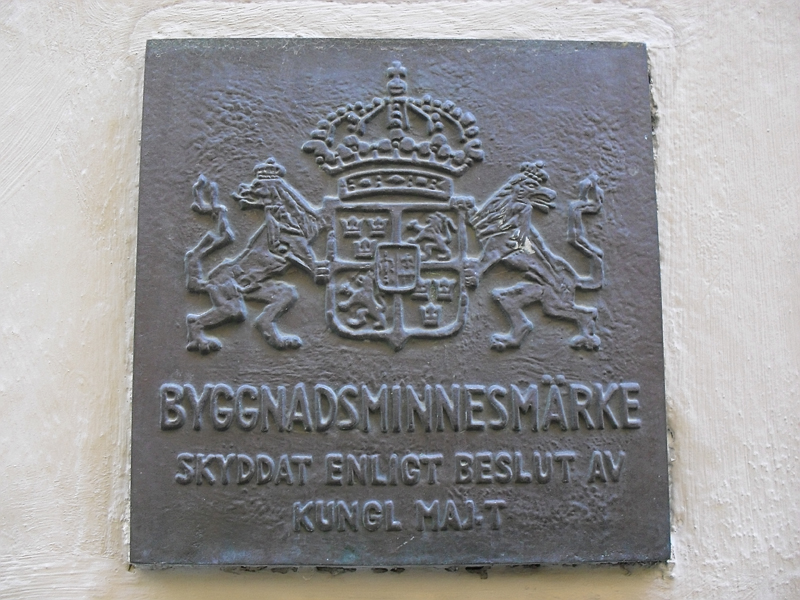 BYGGNADSMINNESMÄRKE
SKYDDAT ENLIGT BESLUT AV
KUNGL MAJ-T